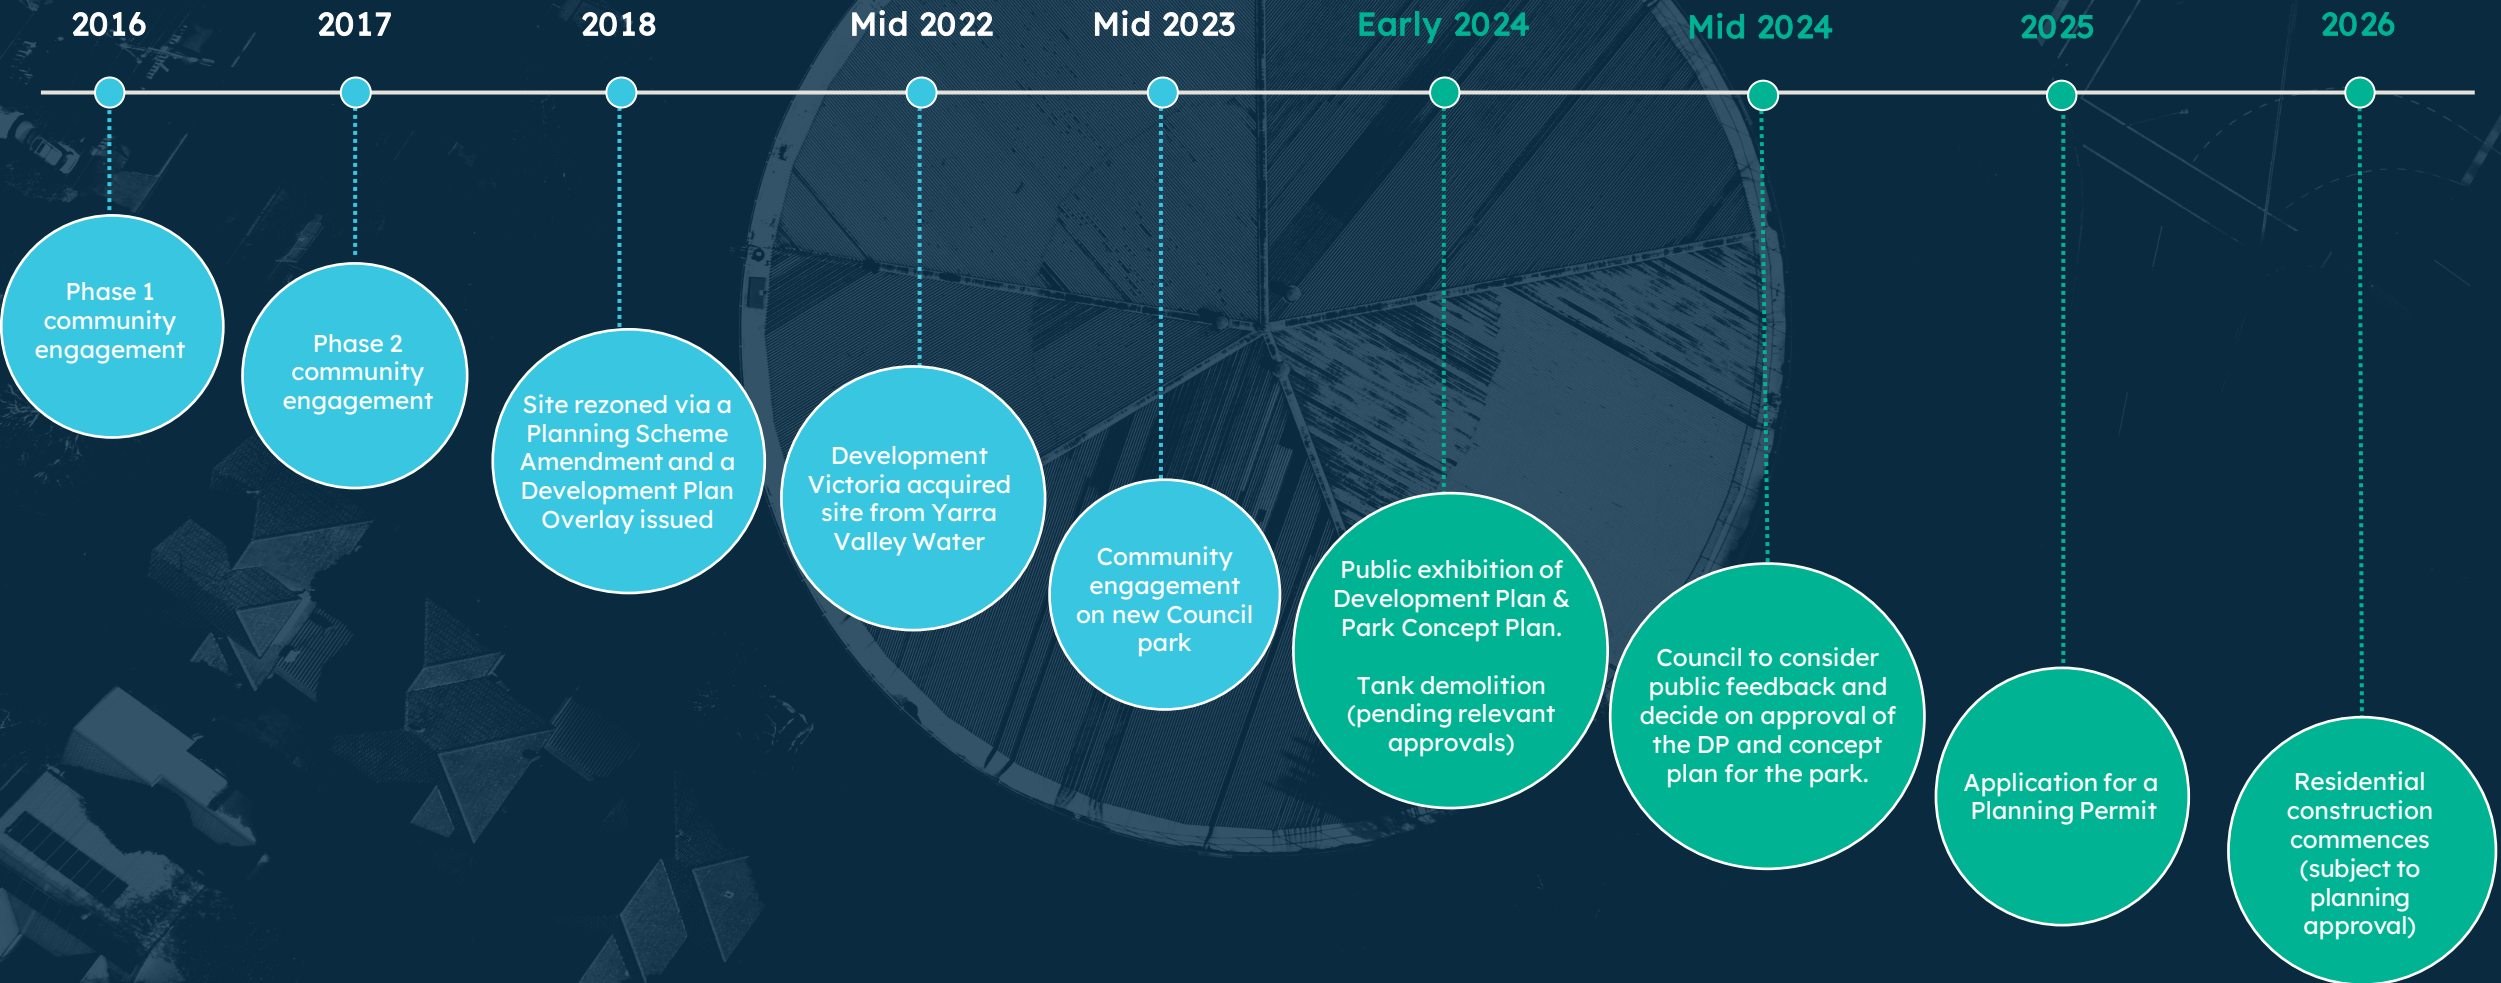 2016
2017
2018
Mid 2022
Mid 2023
Early 2024
Mid 2024
2025
2026
Phase 1
community
engagement
Phase 2
community
engagement
Site rezoned via a
Planning Scheme
Amendment and a
Development Plan
Overlay issued
Development
Victoria acquired
site from Yarra
Valley Water
Community
engagement
on new Council
park
Public exhibition of
Development Plan &
Park Concept Plan.
Tank demolition
(pending relevant
approvals)
Council to consider
public feedback and
decide on approval of
the DP and concept
plan for the park.
Application for a
Planning Permit
Residential
construction
commences
(subject to
planning
approval)